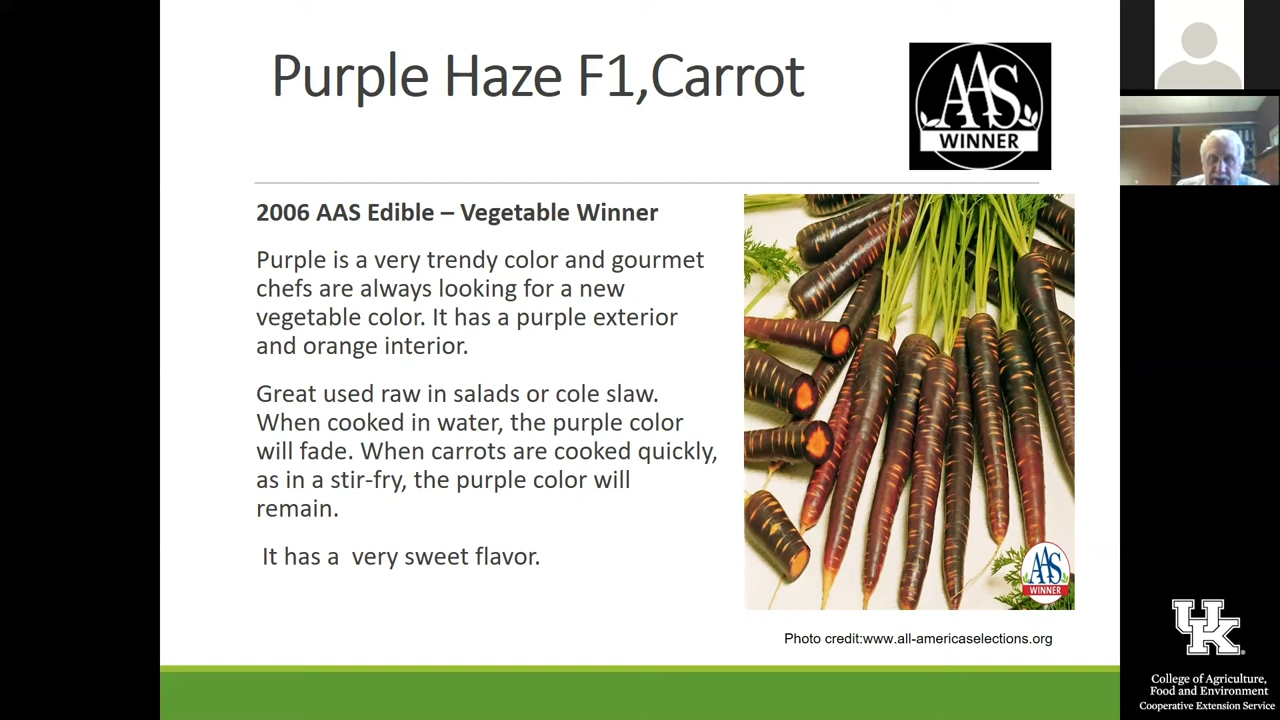 Purple Haze F1,Carrot
AAS
WINNER
2006 AAS Edible – Vegetable Winner
Purple is a very trendy color and gourmet
chefs are always looking for a new
vegetable color. It has a purple exterior
and orange interior.
Great used raw in salads or cole slaw.
When cooked in water, the purple color
will fade. When carrots are cooked quickly,
as in a stir-fry, the purple color will
remain.
It has a  very sweet flavor.
AAS
WINNER
Photo credit:www.all-americaselections.org
UK
College of Agriculture,
Food and Environment
Cooperative Extension Service